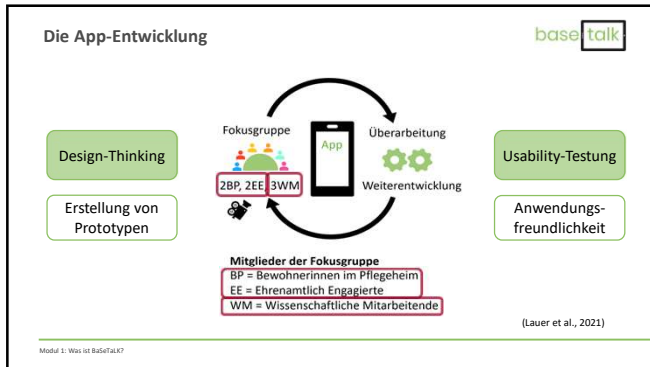 Die App-Entwicklung
base talk
Fokusgruppe
App
Überarbeitung
Weiterentwicklung
2BP, 2EE, 3WM
Design-Thinking
Erstellung von
Prototypen
Usability-Testung
Anwendungs-
freundlichkeit
Mitglieder der Fokusgruppe
BP = Bewohnerinnen im Pflegeheim
EE = Ehrenamtlich Engagierte
WM = Wissenschaftliche Mitarbeitende
(Lauer et al., 2021)
Modul 1: Was ist BaSeTaLK?